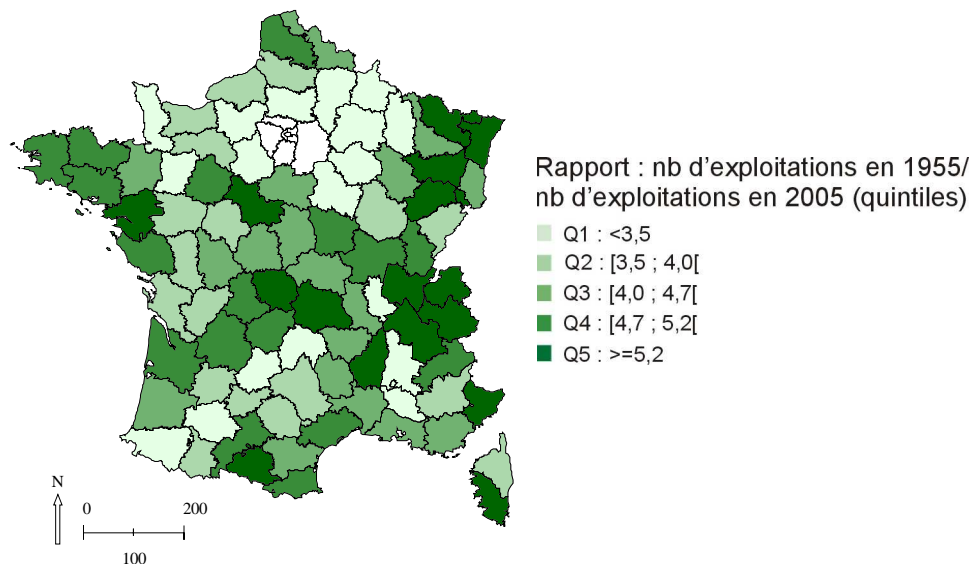 Rapport : nb d'exploitations en 1955/
nb d'exploitations en 2005 (quintiles)
Q1 : <3,5
Q2 : [3,5 ; 4,0[
Q3 : [4,0 ; 4,7[
Q4 : [4,7 ; 5,2[
Q5 : >=5,2
N
0 200
100